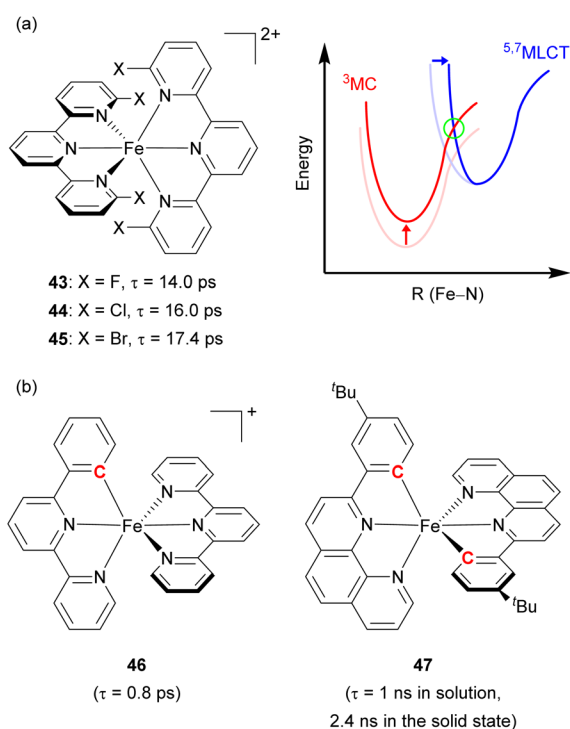 (a)
2+
X
X
N
N
N
Fe
N
N
N
X
X
43: X = F, τ = 14.0 ps
44: X = Cl, τ = 16.0 ps
45: X = Br, τ = 17.4 ps
Energy
³MC
⁵,⁷MLCT
R (Fe–N)
(b)
+
C
N
N
Fe
N
N
N
46
(τ = 0.8 ps)
ᵗBu
C
N
N
Fe
N
N
C
ᵗBu
47
(τ = 1 ns in solution,
2.4 ns in the solid state)